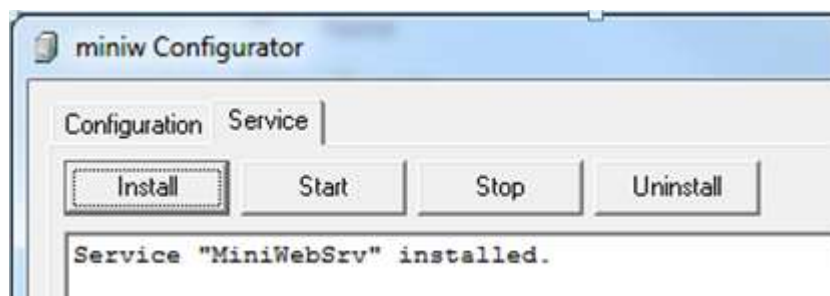 miniw Configurator
Configuration Service
Install Start Stop Uninstall
Service "MiniWebSrv" installed.